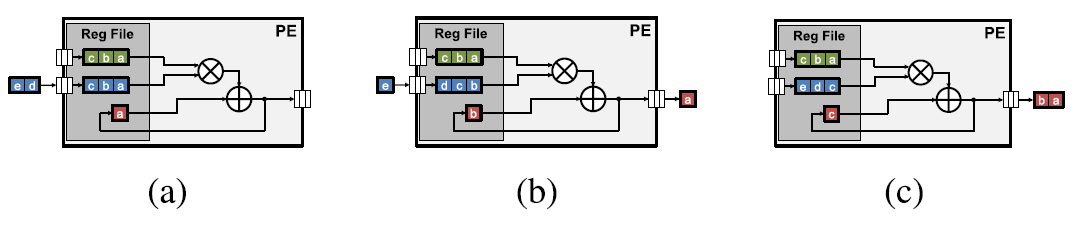 Reg File PE
c b a
e d c b a
a
(a)
Reg File PE
c b a
e d c b
b a
(b)
Reg File PE
c b a
e d c
c b a
(c)